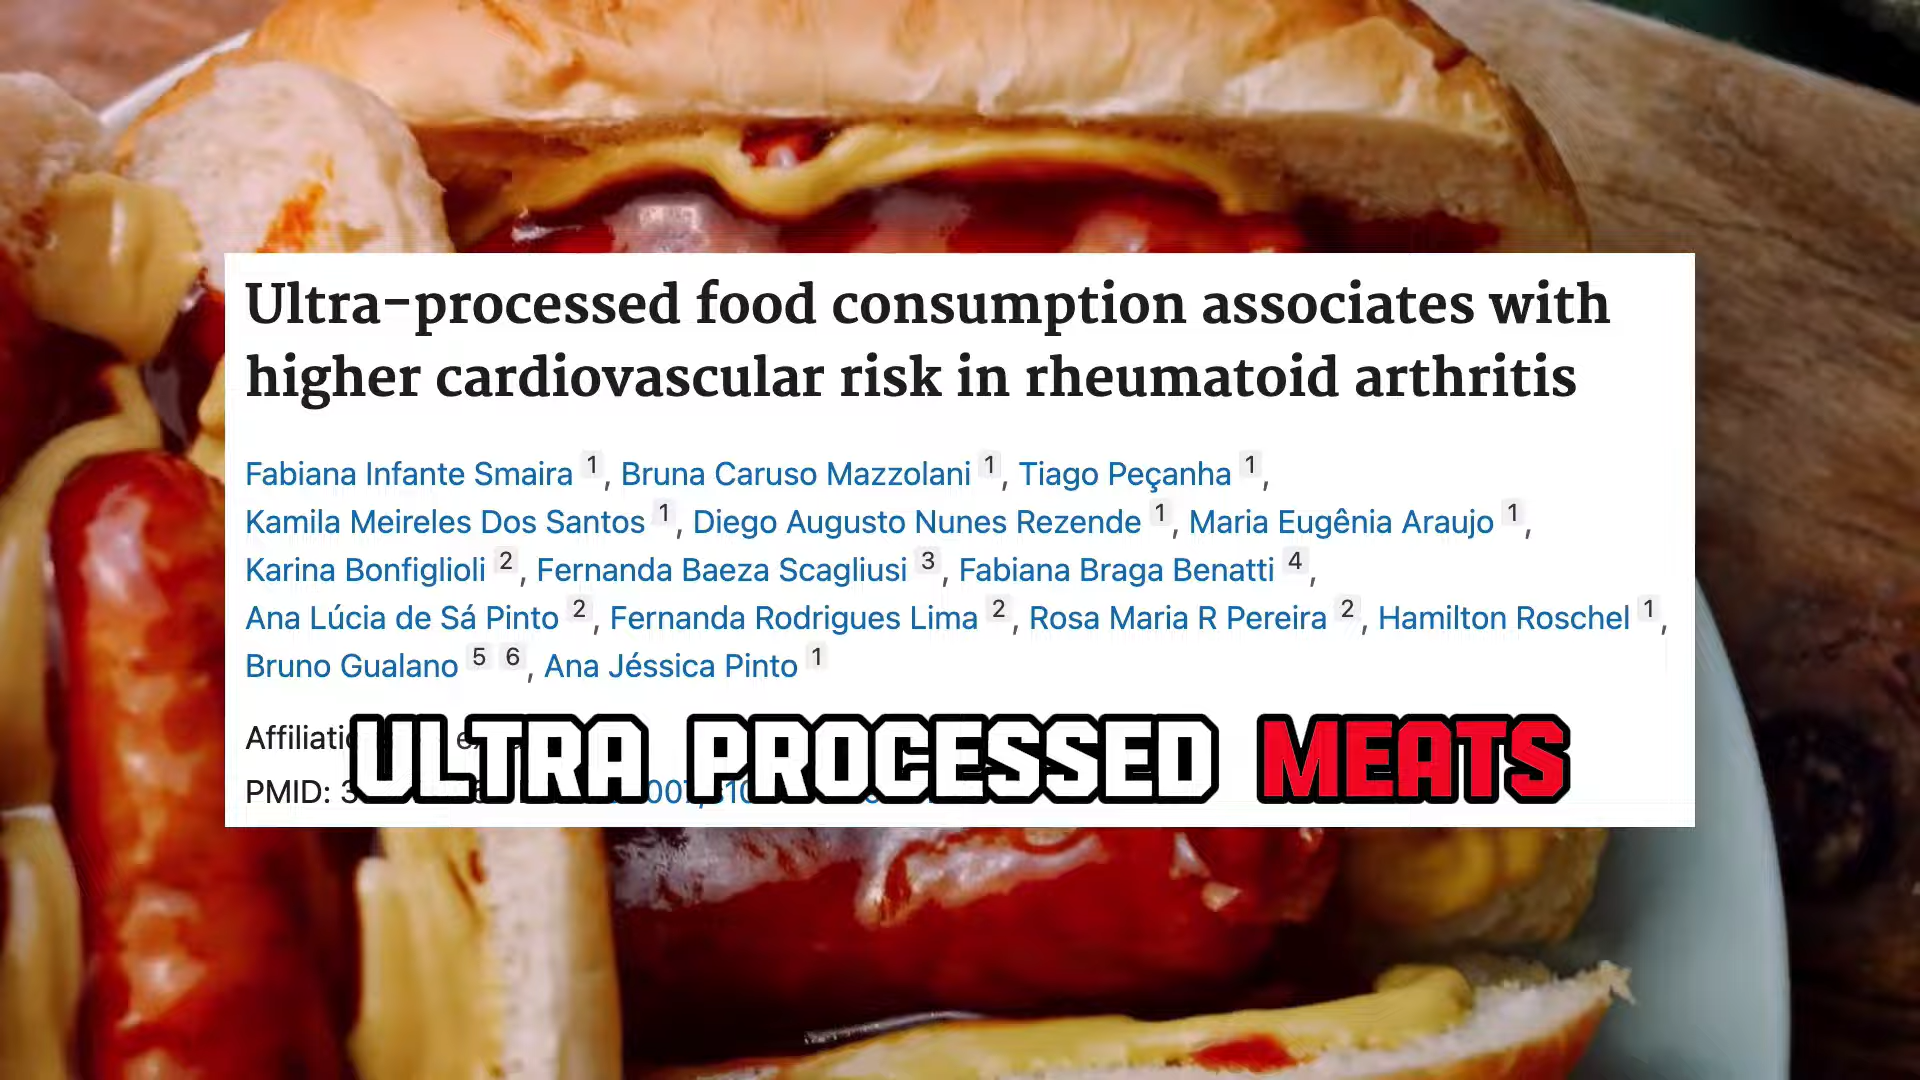 Ultra-processed food consumption associates with
higher cardiovascular risk in rheumatoid arthritis
Fabiana Infante Smaira 1, Bruna Caruso Mazzolani 1, Tiago Peçanha 1,
Kamila Meireles Dos Santos 1, Diego Augusto Nunes Rezende 1, Maria Eugênia Araujo 1,
Karina Bonfiglioli 2, Fernanda Baeza Scagliusi 3, Fabiana Braga Benatti 4,
Ana Lúcia de Sá Pinto 2, Fernanda Rodrigues Lima 2, Rosa Maria R Pereira 2, Hamilton Roschel 1,
Bruno Gualano 5 6, Ana Jéssica Pinto 1
PMID:
ULTRA PROCESSED MEATS